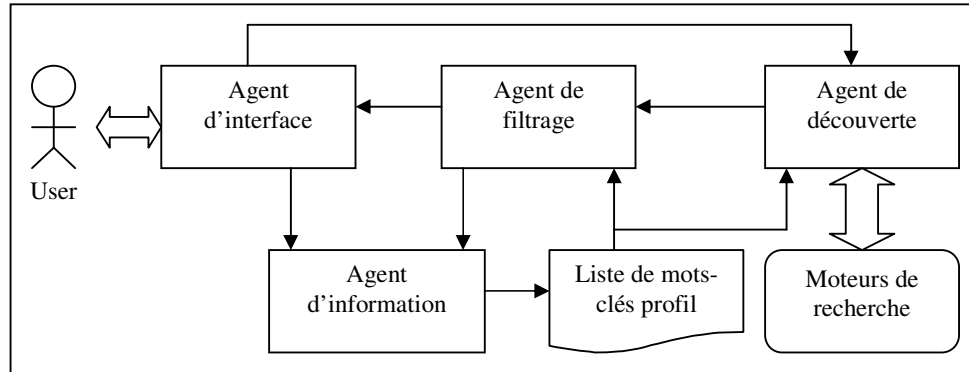 Agent
d’interface
Agent de
filtrage
Agent de
découverte
User
Agent
d’information
Liste de mots-
clés profil
Moteurs de
recherche